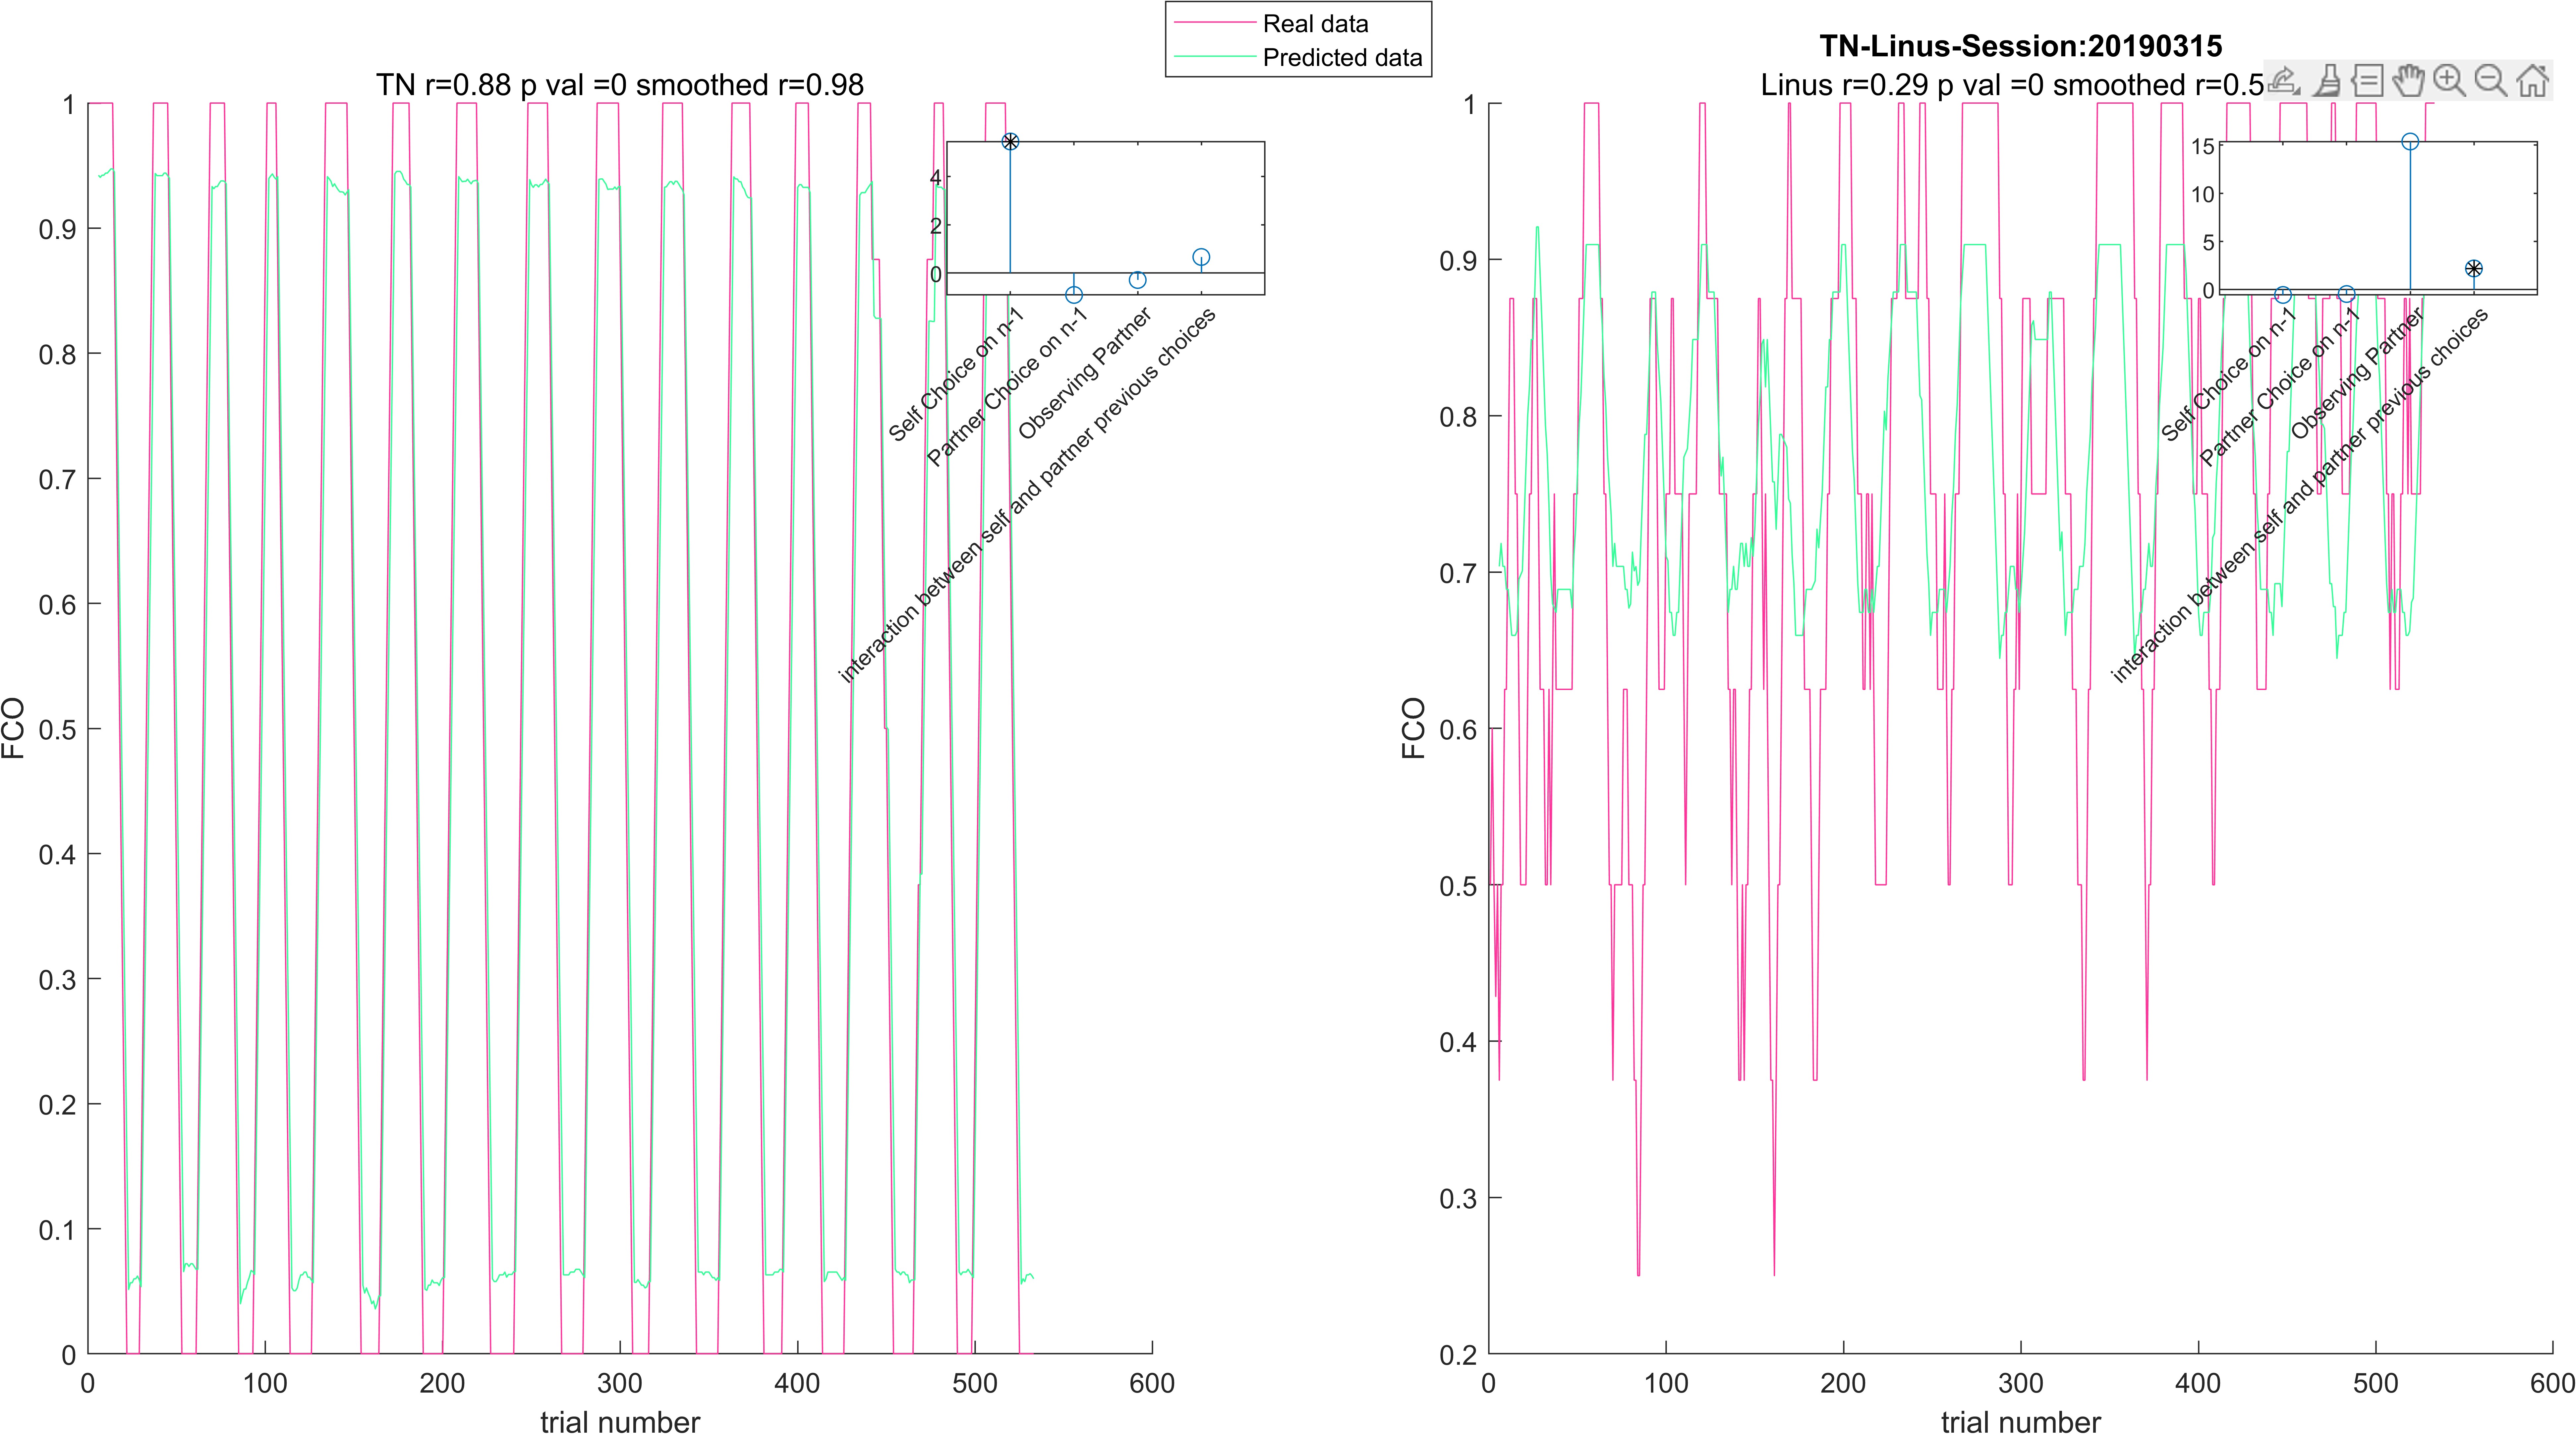 Real data
Predicted data
TN r=0.88 p val =0 smoothed r=0.98
1
0.9
0.8
0.7
0.6
0.5
0.4
0.3
0.2
0.1
0
FCO
0
100
200
300
400
500
600
trial number
4
2
0
Self Choice on n-1
Partner Choice on n-1
Observing Partner
interaction between self and partner previous choices
TN-Linus-Session:20190315
Linus r=0.29 p val =0 smoothed r=0.5
1
0.9
0.8
0.7
0.6
0.5
0.4
0.3
0.2
FCO
0
100
200
300
400
500
600
trial number
15
10
5
0
Self Choice on n-1
Partner Choice on n-1
Observing Partner
interaction between self and partner previous choices